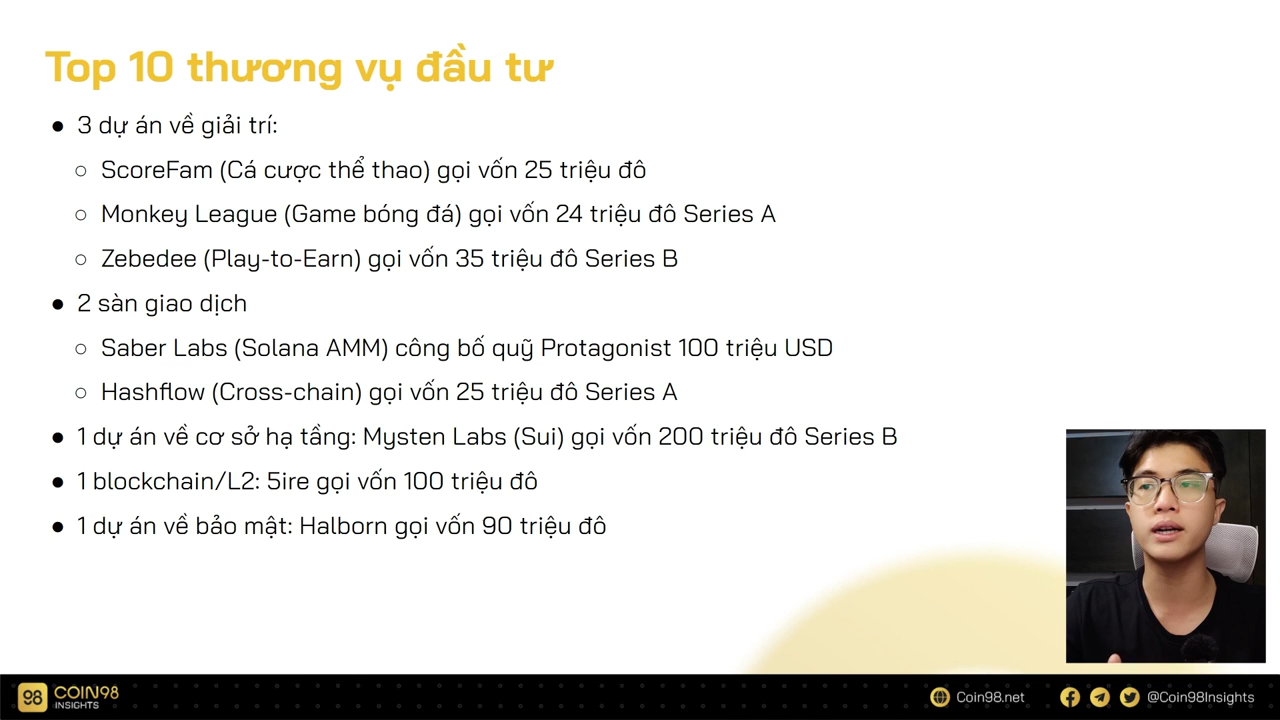 Top 10 thương vụ đầu tư
● 3 dự án về giải trí:
○ ScoreFam (Cá cược thể thao) gọi vốn 25 triệu đô
○ Monkey League (Game bóng đá) gọi vốn 24 triệu đô Series A
○ Zebedee (Play-to-Earn) gọi vốn 35 triệu đô Series B
● 2 sàn giao dịch
○ Saber Labs (Solana AMM) công bố quỹ Protagonist 100 triệu USD
○ Hashflow (Cross-chain) gọi vốn 25 triệu đô Series A
● 1 dự án về cơ sở hạ tầng: Mysten Labs (Sui) gọi vốn 200 triệu đô Series B
● 1 blockchain/L2: 5ire gọi vốn 100 triệu đô
● 1 dự án về bảo mật: Halborn gọi vốn 90 triệu đô
98 COIN98 INSIGHTS
Coin98.net @Coin98Insights